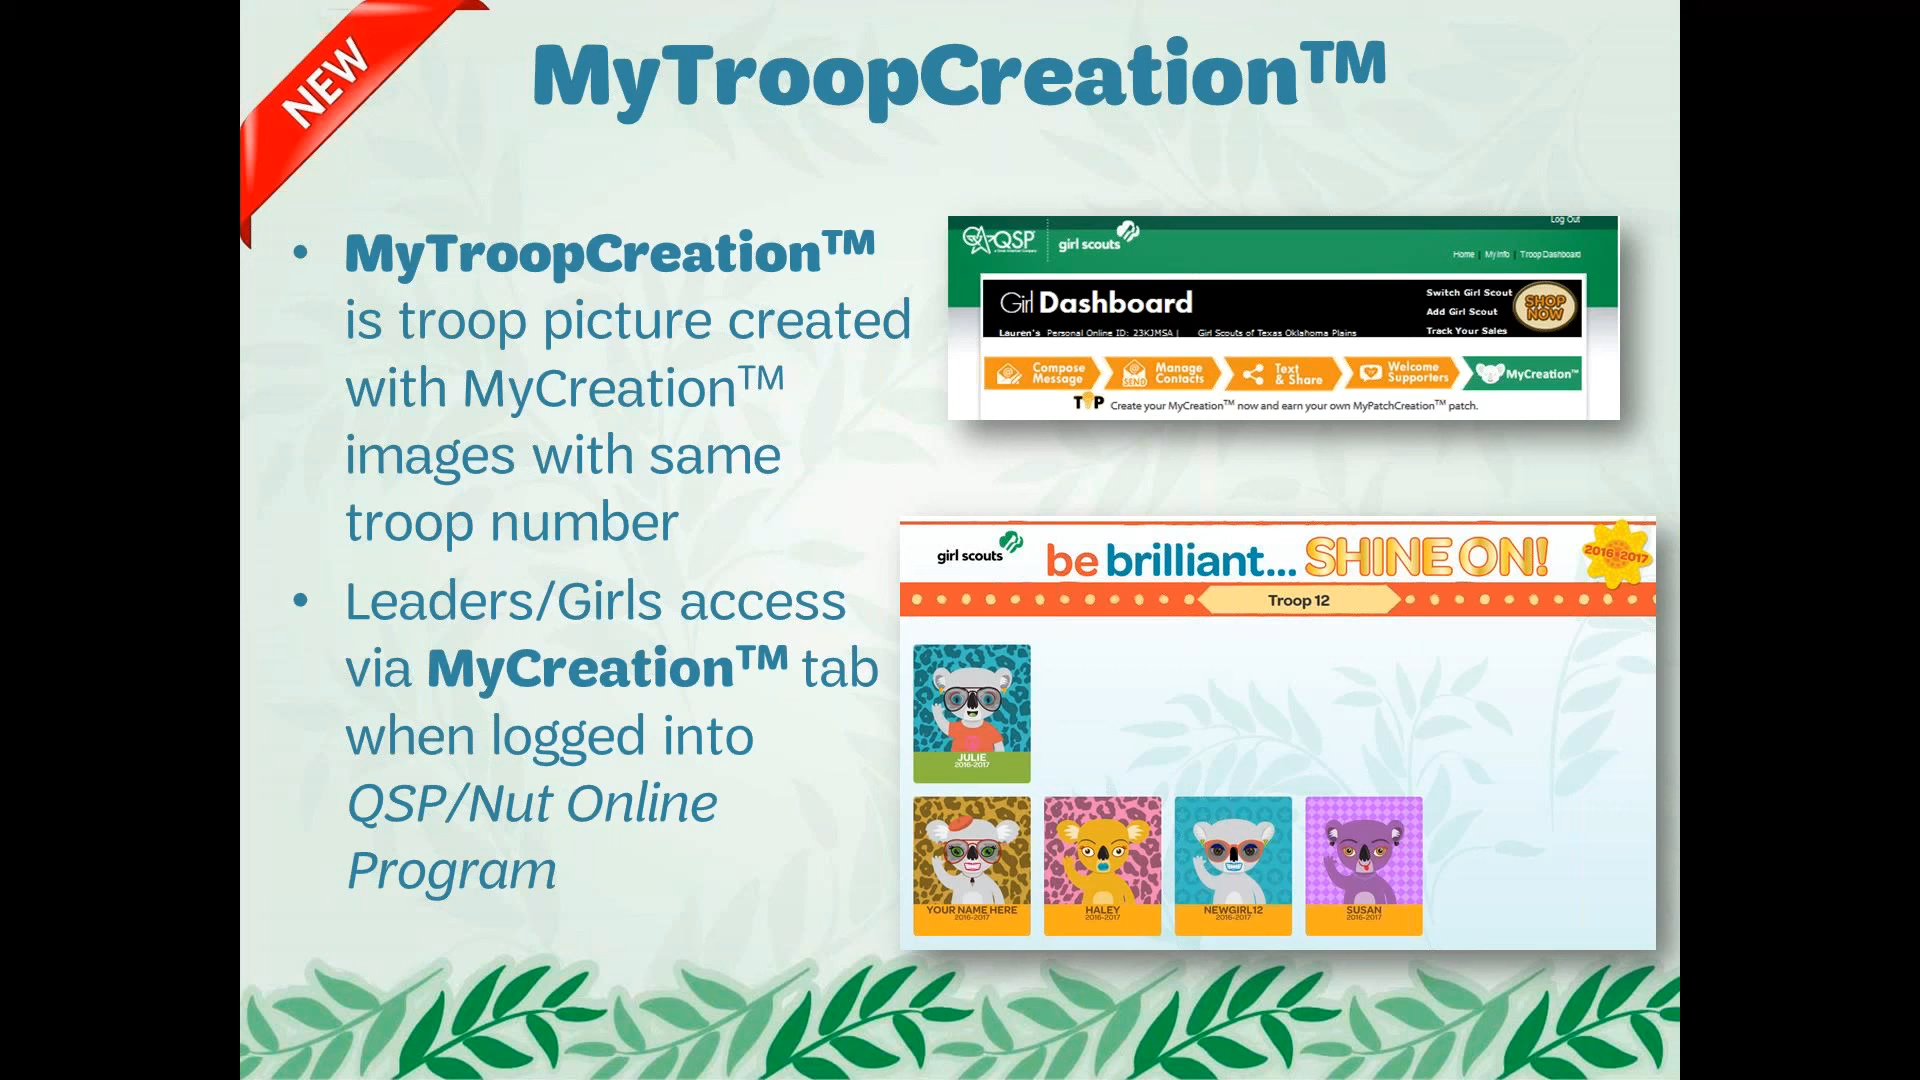 NEW
MyTroopCreation™
• MyTroopCreation™
is troop picture created
with MyCreation™
images with same
troop number
• Leaders/Girls access
via MyCreation™ tab
when logged into
QSP/Nut Online
Program
Log Out
QSP
girl scouts
Home | My Info | Troop Dashboard
Girl Dashboard
Switch Girl Scout
Add Girl Scout
Track Your Sales
SHOP
NOW
Lauren's Personal Online ID: 23KJMSA | Girl Scouts of Texas Oklahoma Plains
Compose
Message
SEND
Manage
Contacts
Text
& Share
Welcome
Supporters
MyCreation™
TIP Create your MyCreation™ now and earn your own MyPatchCreation™ patch.
girl scouts
be brilliant... SHINE ON!
2016-2017
Troop 12
JULIE
2016-2017
YOUR NAME HERE
2016-2017
HALEY
2016-2017
NEWGIRL12
2016-2017
SUSAN
2016-2017